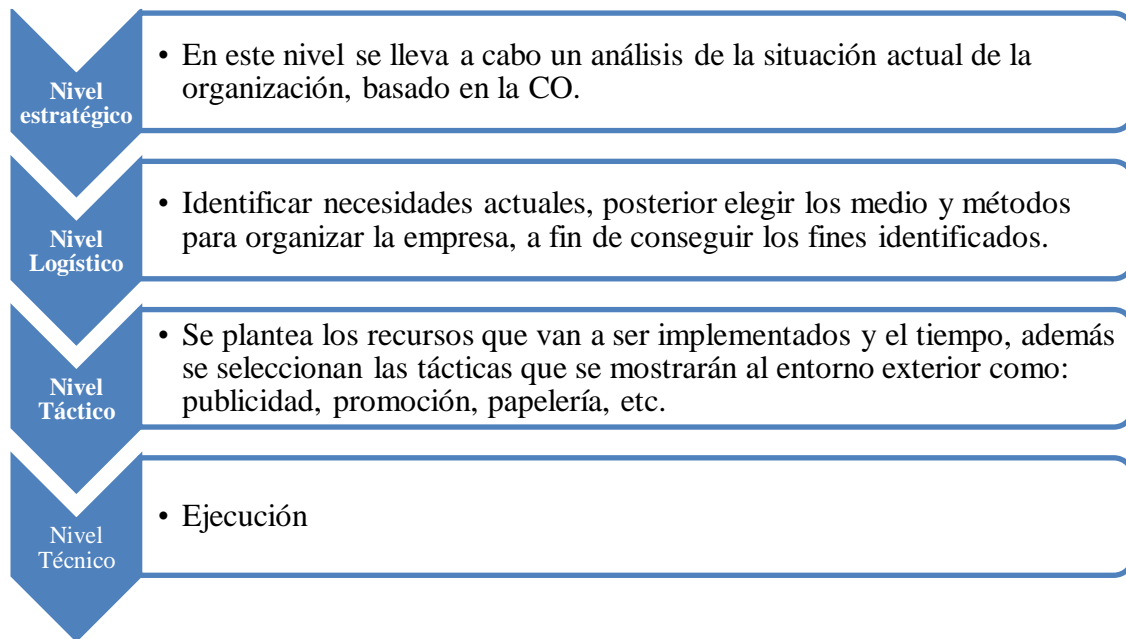 Nivel
estratégico
• En este nivel se lleva a cabo un análisis de la situación actual de la
organización, basado en la CO.
Nivel
Logístico
• Identificar necesidades actuales, posterior elegir los medio y métodos
para organizar la empresa, a fin de conseguir los fines identificados.
Nivel
Táctico
• Se plantea los recursos que van a ser implementados y el tiempo, además
se seleccionan las tácticas que se mostrarán al entorno exterior como:
publicidad, promoción, papelería, etc.
Nivel
Técnico
• Ejecución